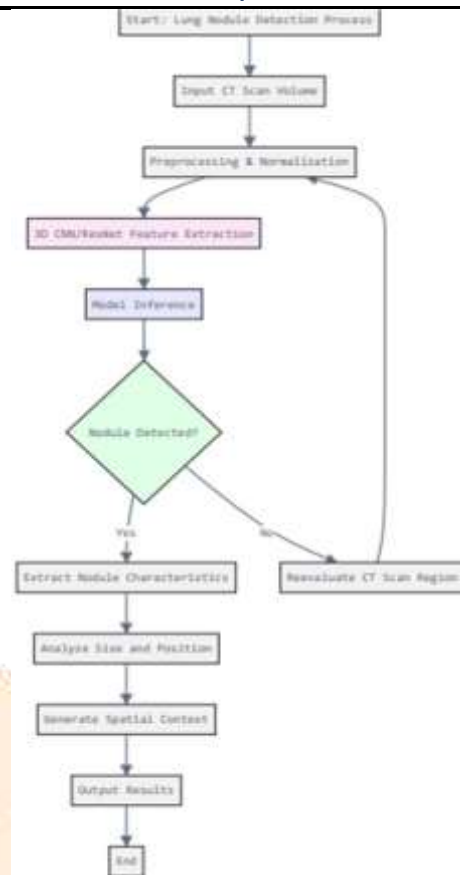 Start: Lung Nodule Detection Process
Input CT Scan Volume
Preprocessing & Normalization
3D CNN/ResNet Feature Extraction
Model Inference
Nodule Detected?
Yes
No
Extract Nodule Characteristics
Reevaluate CT Scan Region
Analyze Size and Position
Generate Spatial Context
Output Results
End